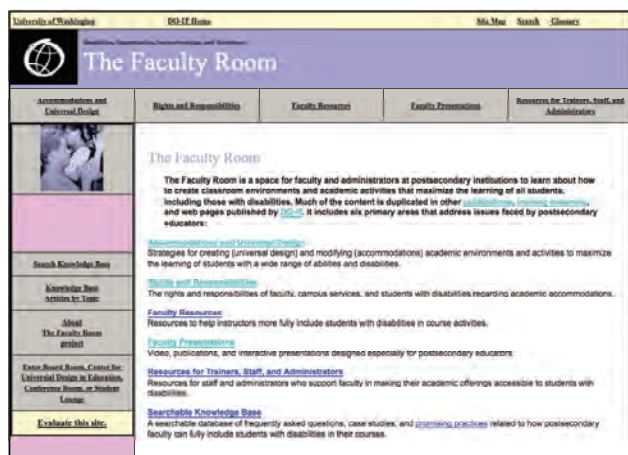 University of Washington
DO-IT Home
Site Map Search Glossary
Disabilities, Opportunities, Internetworking, and Technology
The Faculty Room
Accommodations and
Universal Design
Rights and Responsibilities
Faculty Resources
Faculty Presentations
Resources for Trainers, Staff, and
Administrators
Search Knowledge Base
Knowledge Base
Articles by Topic
About
The Faculty Room
project
Enter Board Room, Center for
Universal Design in Education,
Conference Room, or Student
Lounge
Evaluate this site.
The Faculty Room
The Faculty Room is a space for faculty and administrators at postsecondary institutions to learn about how
to create classroom environments and academic activities that maximize the learning of all students,
including those with disabilities. Much of the content is duplicated in other publications, training materials,
and web pages published by DO-IT. It includes six primary areas that address issues faced by postsecondary
educators:
Accommodations and Universal Design
Strategies for creating (universal design) and modifying (accommodations) academic environments and activities to maximize
the learning of students with a wide range of abilities and disabilities.
Rights and Responsibilities
The rights and responsibilities of faculty, campus services, and students with disabilities regarding academic accommodations.
Faculty Resources
Resources to help instructors more fully include students with disabilities in course activities.
Faculty Presentations
Video, publications, and interactive presentations designed especially for postsecondary educators.
Resources for Trainers, Staff, and Administrators
Resources for staff and administrators who support faculty in making their academic offerings accessible to students with
disabilities.
Searchable Knowledge Base
A searchable database of frequently asked questions, case studies, and promising practices related to how postsecondary
faculty can fully include students with disabilities in their courses.